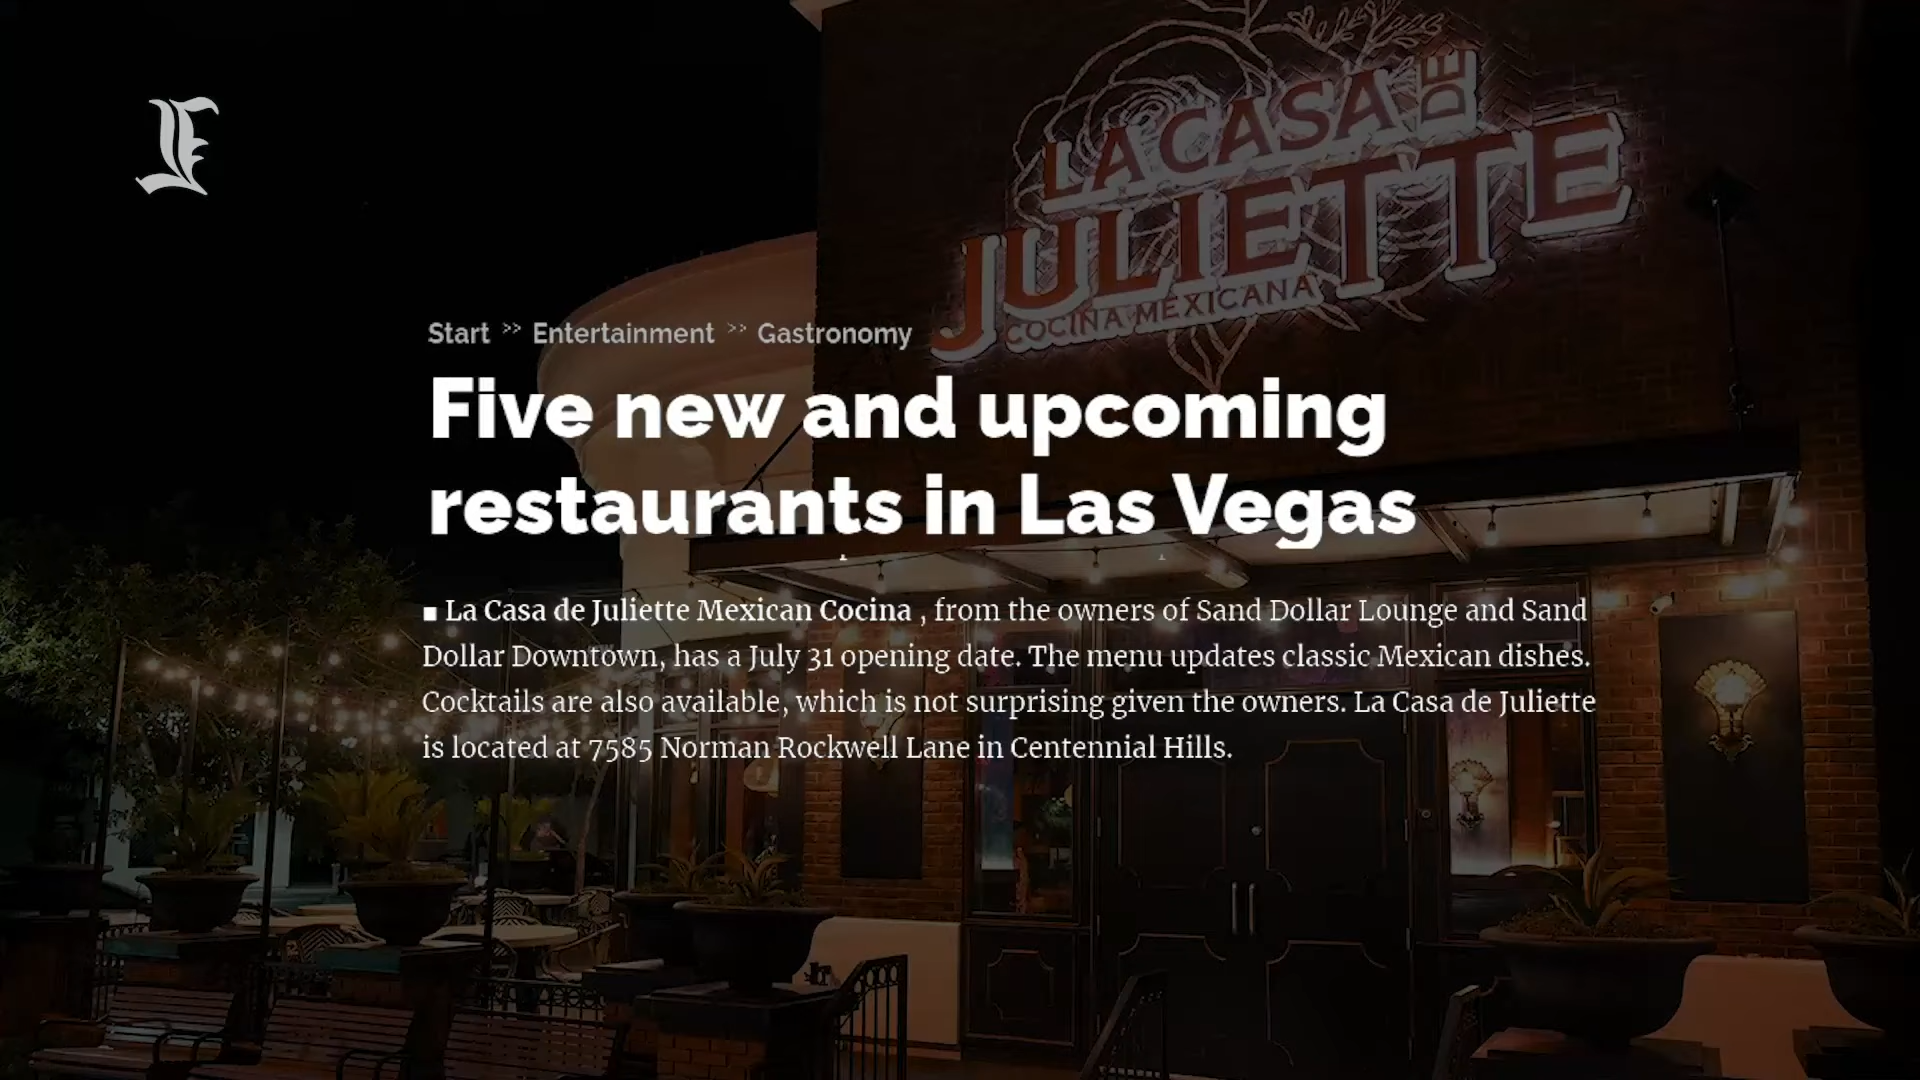 LA CASA DE
JULIETTE
COCINA MEXICANA
Start >> Entertainment >> Gastronomy
Five new and upcoming
restaurants in Las Vegas
■ La Casa de Juliette Mexican Cocina , from the owners of Sand Dollar Lounge and Sand
Dollar Downtown, has a July 31 opening date. The menu updates classic Mexican dishes.
Cocktails are also available, which is not surprising given the owners. La Casa de Juliette
is located at 7585 Norman Rockwell Lane in Centennial Hills.